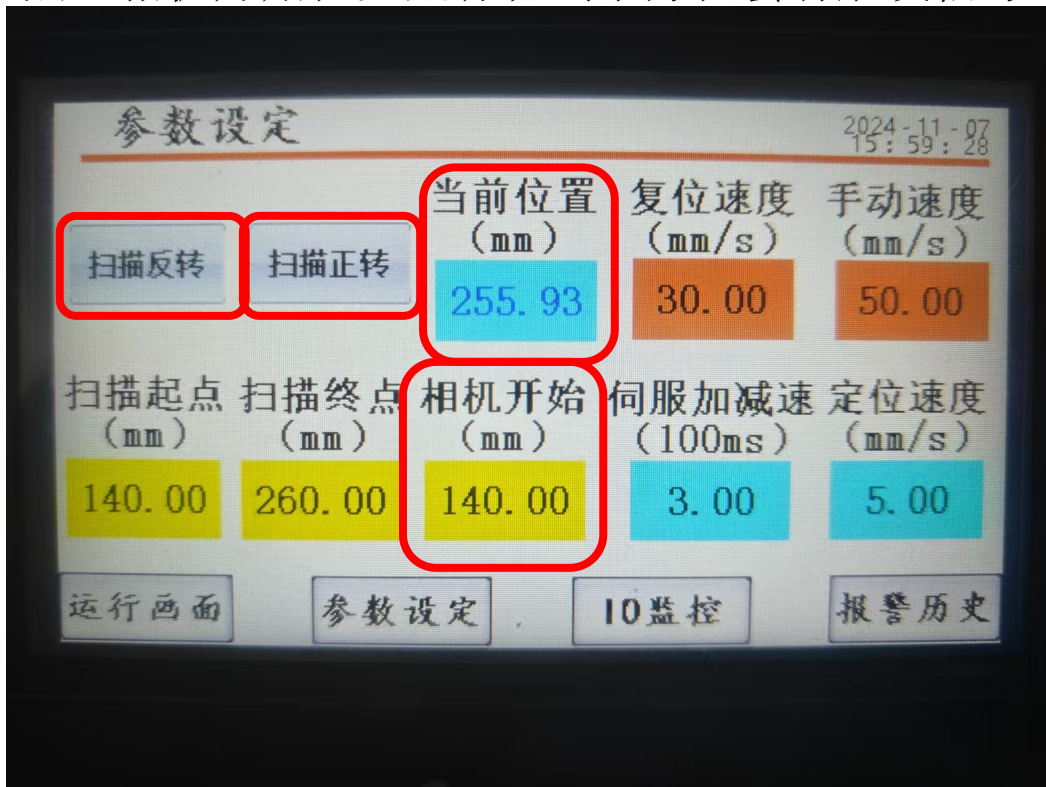 参数设定
2024-11-07
15:59:28
当前位置 复位速度 手动速度
(mm) (mm/s) (mm/s)
扫描反转 扫描正转
255.93 30.00 50.00
扫描起点 扫描终点 相机开始 伺服加减速 定位速度
(mm) (mm) (mm) (100ms) (mm/s)
140.00 260.00 140.00 3.00 5.00
运行画面 参数设定 IO监控 报警历史